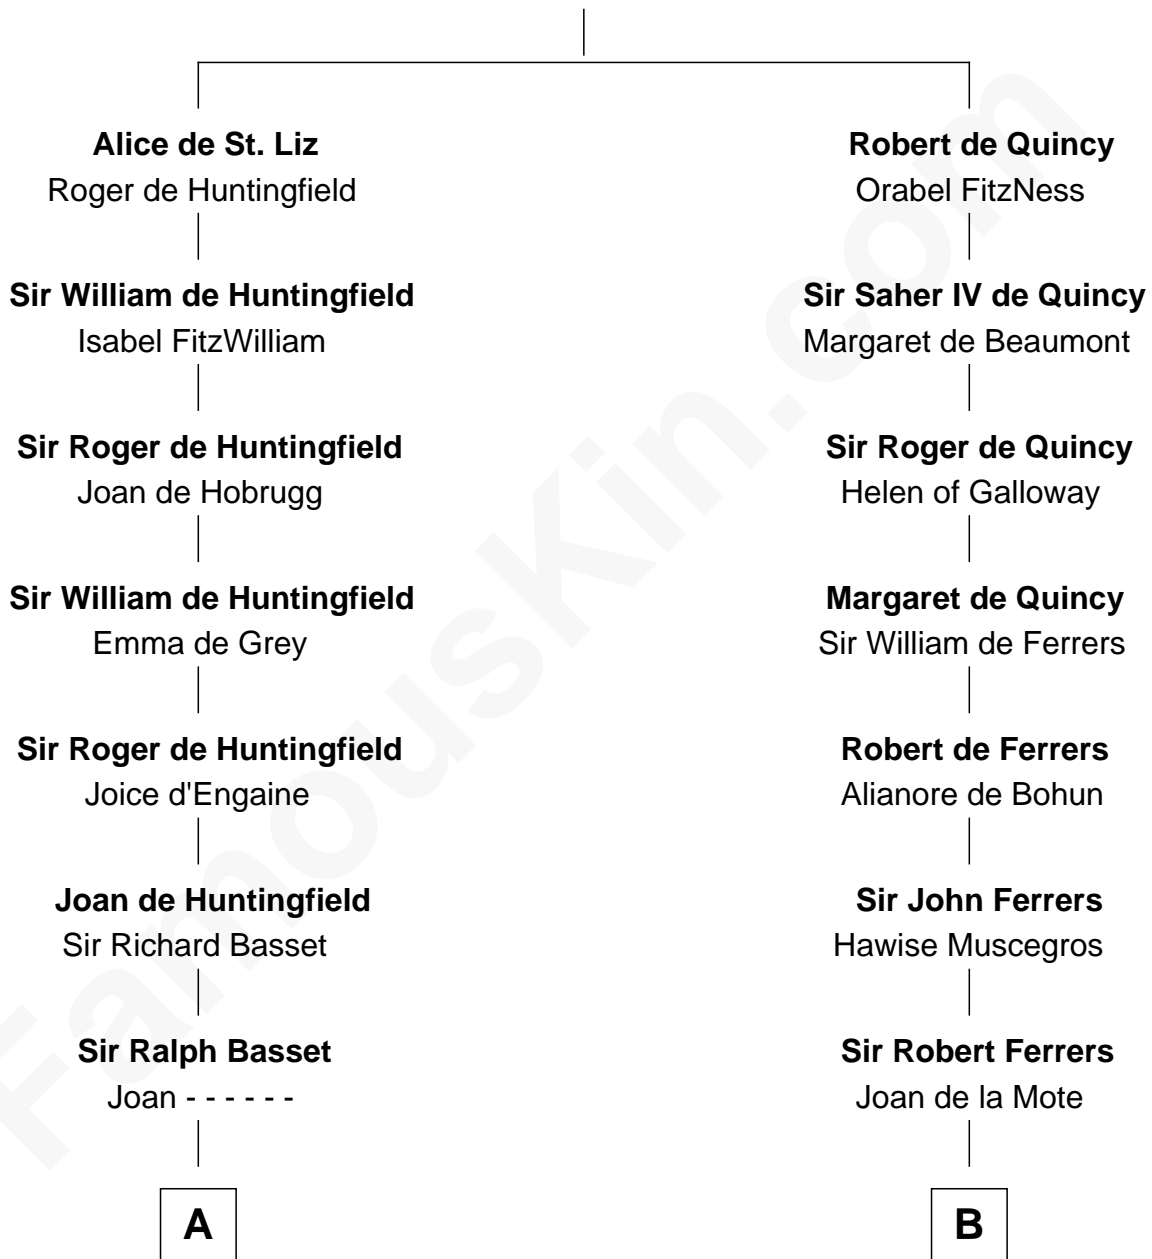 Alice de St. Liz
Roger de Huntingfield
Sir William de Huntingfield
Isabel FitzWilliam
Sir Roger de Huntingfield
Joan de Hobrugg
Sir William de Huntingfield
Emma de Grey
Sir Roger de Huntingfield
Joice d'Engaine
Joan de Huntingfield
Sir Richard Basset
Sir Ralph Basset
Joan - - - - - -
A
Robert de Quincy
Orabel FitzNess
Sir Saher IV de Quincy
Margaret de Beaumont
Sir Roger de Quincy
Helen of Galloway
Margaret de Quincy
Sir William de Ferrers
Robert de Ferrers
Alianore de Bohun
Sir John Ferrers
Hawise Muscegros
Sir Robert Ferrers
Joan de la Mote
B
FamousKin.com